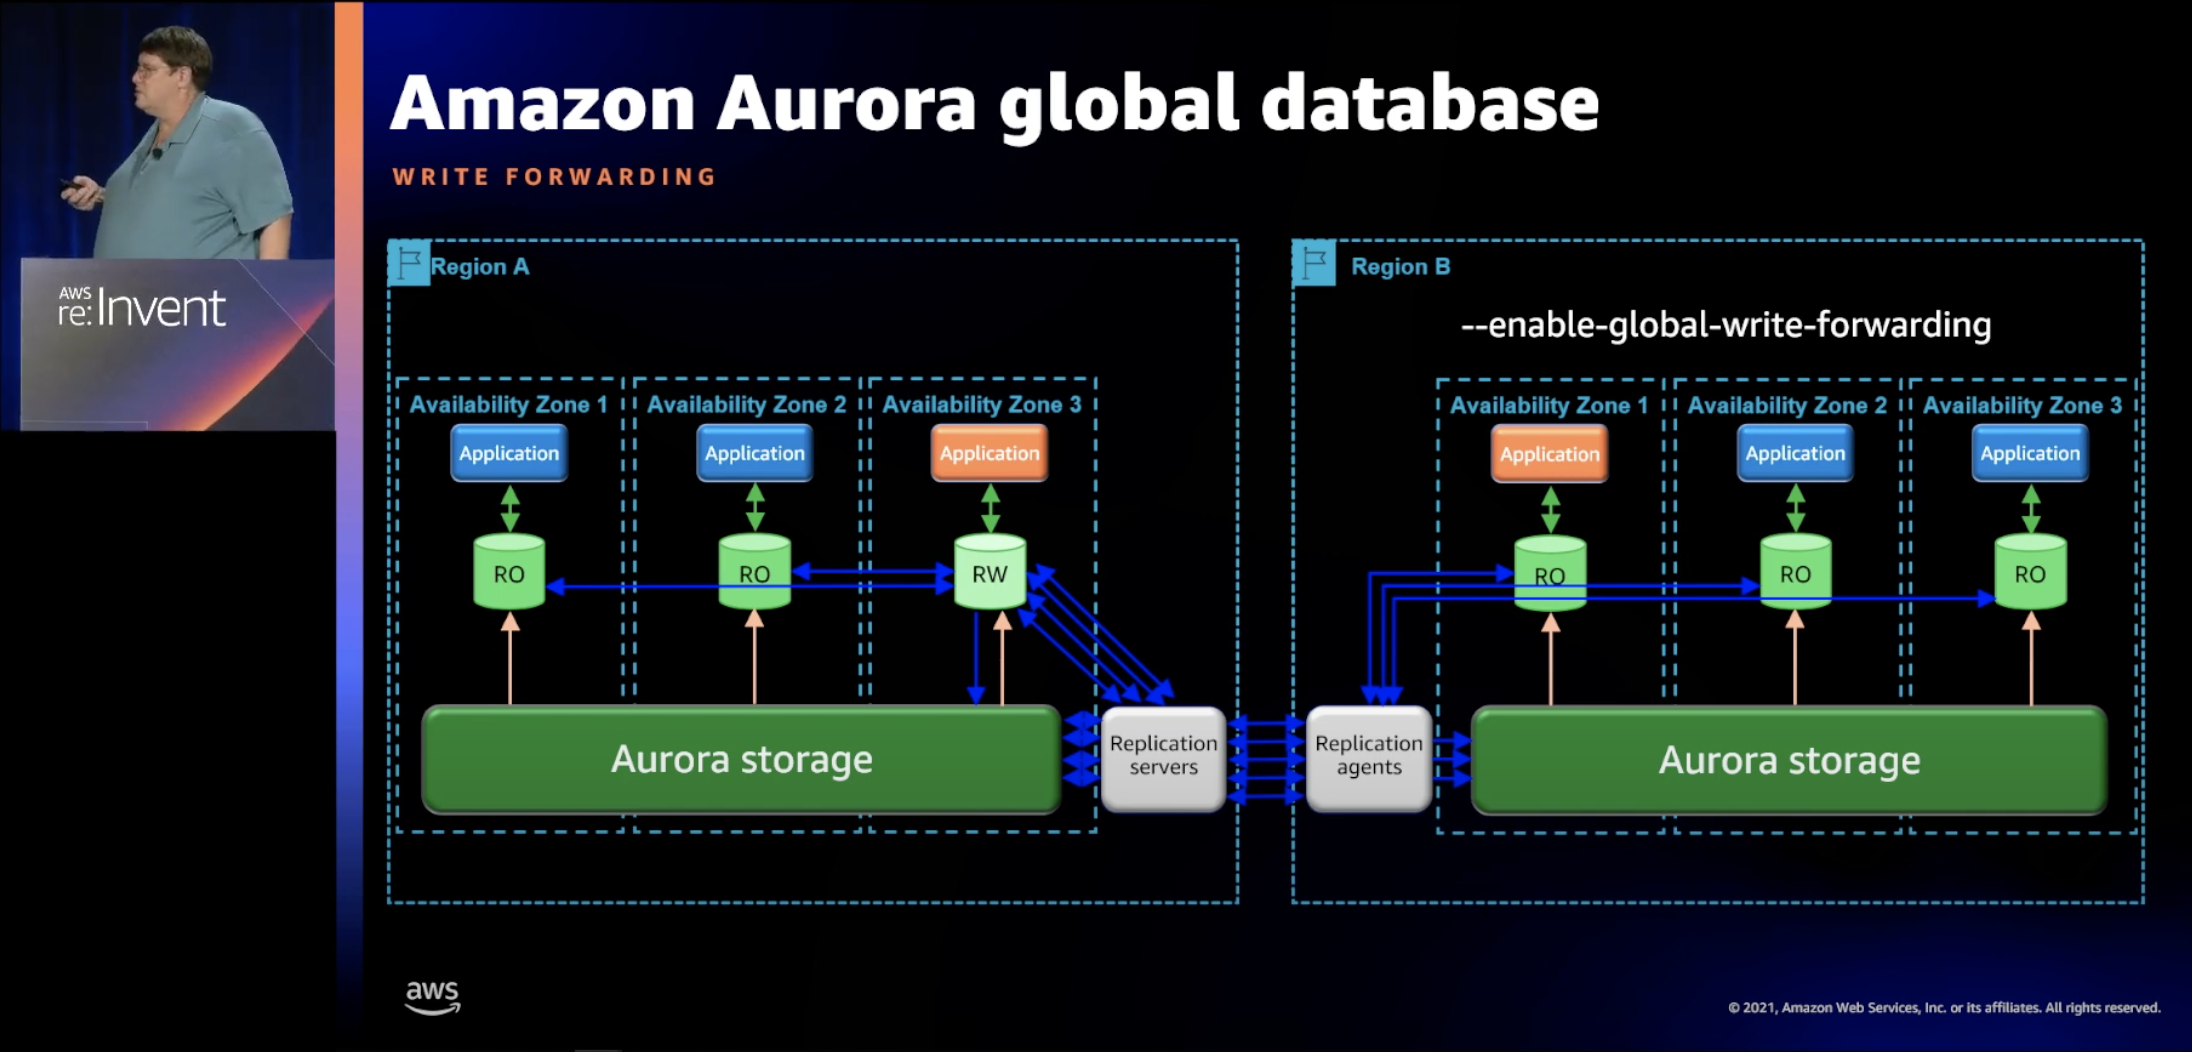 AWS
re:Invent
Amazon Aurora global database
WRITE FORWARDING
Region A
Availability Zone 1
Availability Zone 2
Availability Zone 3
Application
Application
Application
RO
RO
RW
Aurora storage
Replication
servers
Region B
--enable-global-write-forwarding
Availability Zone 1
Availability Zone 2
Availability Zone 3
Application
Application
Application
RO
RO
RO
Replication
agents
Aurora storage
aws
© 2021, Amazon Web Services, Inc. or its affiliates. All rights reserved.